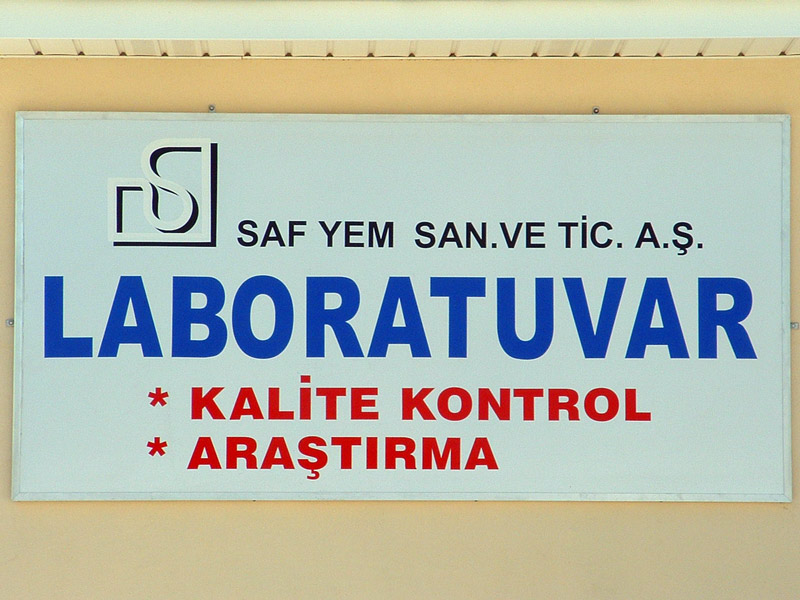 SAF YEM SAN.VE TİC. A.Ş.
LABORATUVAR
* KALİTE KONTROL
* ARAŞTIRMA